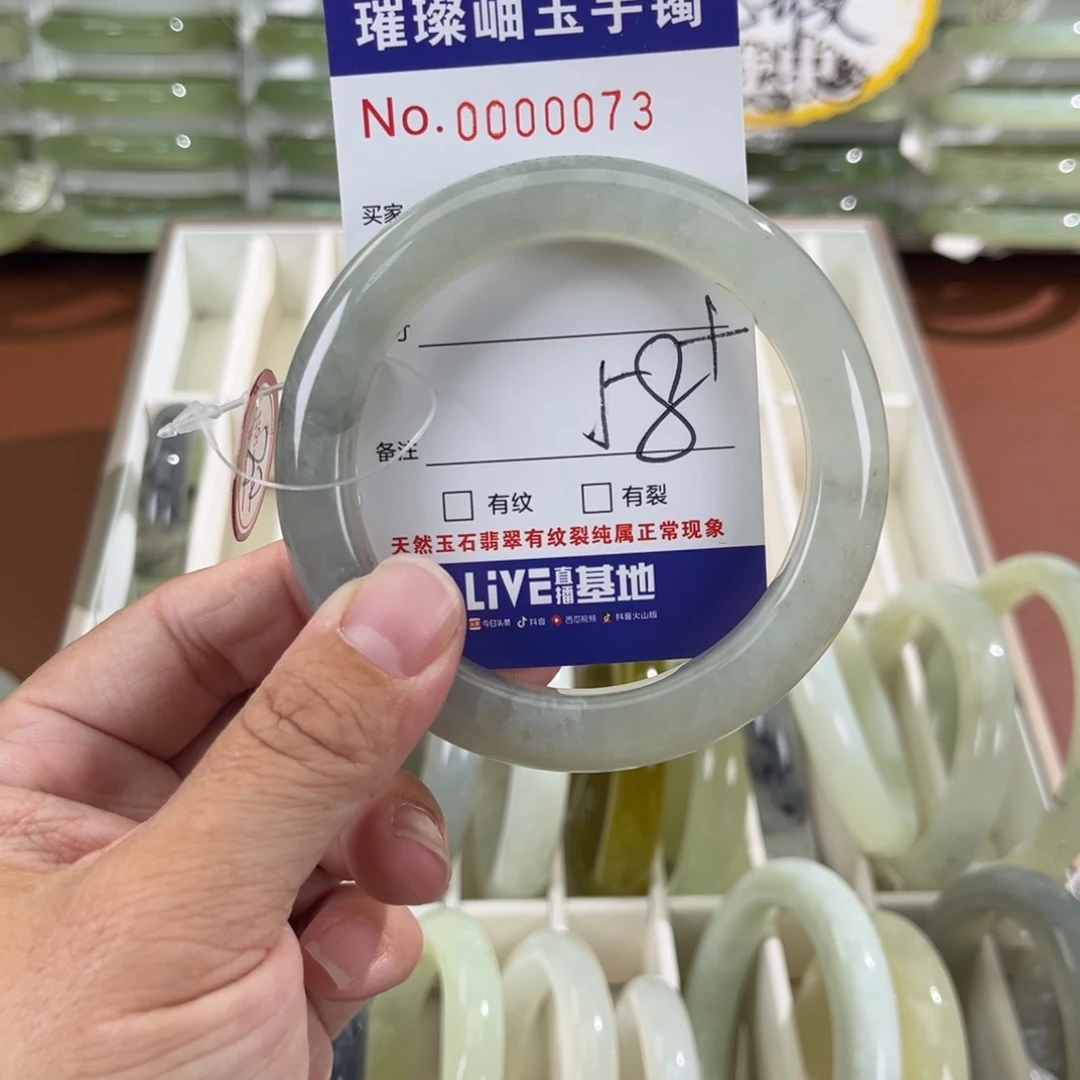 璀璨岫玉手镯
No. 0000073
买家
58+
备注
□ 有纹 □ 有裂
天然玉石翡翠有纹裂纯属正常现象
LiVE直播基地
今日头条 抖音 西瓜视频 抖音火山版